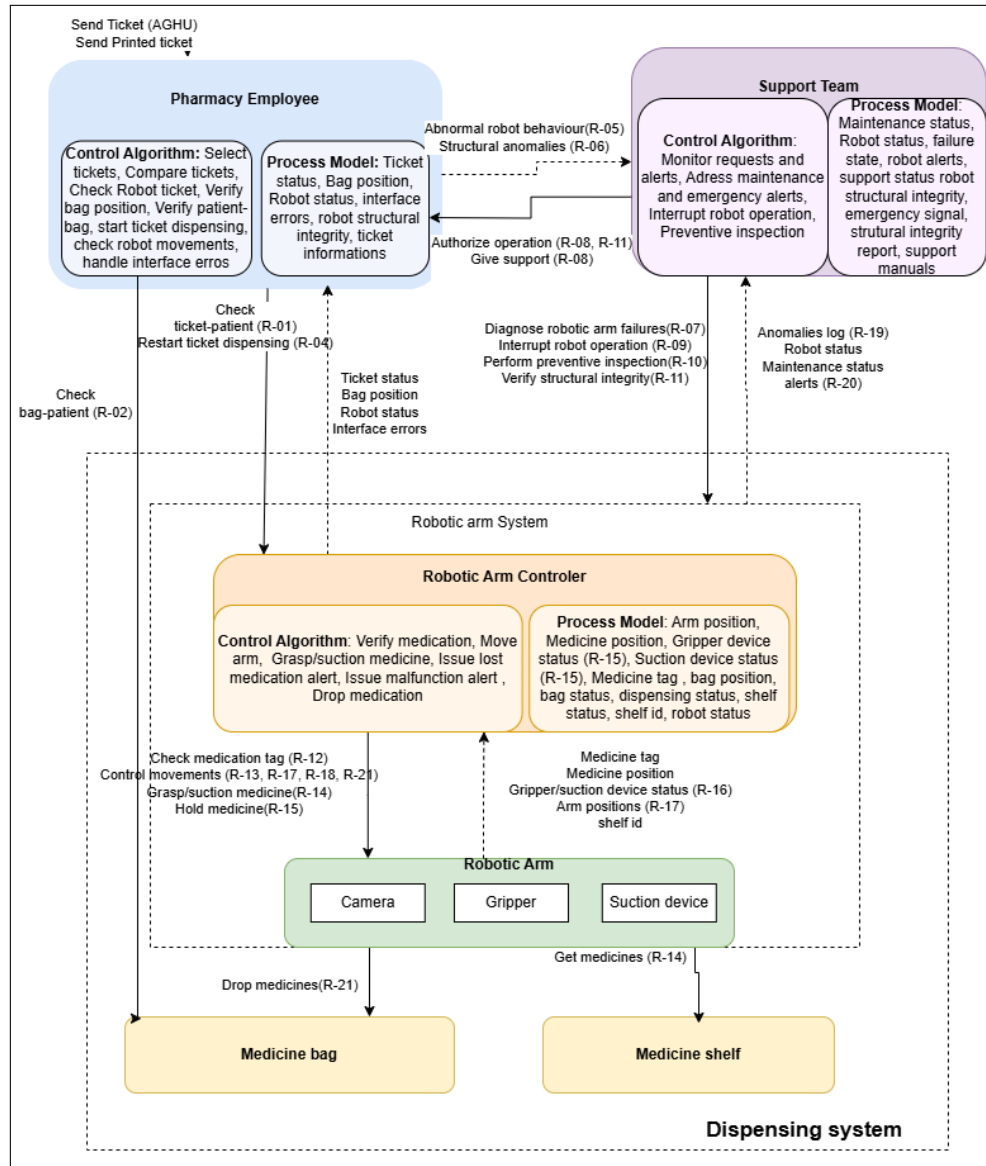 Send Ticket (AGHU)
Send Printed ticket
Pharmacy Employee
Control Algorithm: Select
tickets, Compare tickets,
Check Robot ticket, Verify
bag position, Verify patient-
bag, start ticket dispensing,
check robot movements,
handle interface erros
Process Model: Ticket
status, Bag position,
Robot status, interface
errors, robot structural
integrity, ticket
informations
Abnormal robot behaviour(R-05)
Structural anomalies (R-06)
Authorize operation (R-08, R-11)
Give support (R-08)
Support Team
Control Algorithm:
Monitor requests and
alerts, Adress maintenance
and emergency alerts,
Interrupt robot operation,
Preventive inspection
Process Model:
Maintenance status,
Robot status, failure
state, robot alerts,
support status robot
structural integrity,
emergency signal,
strutural integrity
report, support
manuals
Check
ticket-patient (R-01)
Restart ticket dispensing (R-04)
Check
bag-patient (R-02)
Ticket status
Bag position
Robot status
Interface errors
Diagnose robotic arm failures(R-07)
Interrupt robot operation (R-09)
Perform preventive inspection(R-10)
Verify structural integrity(R-11)
Anomalies log (R-19)
Robot status
Maintenance status
alerts (R-20)
Robotic arm System
Robotic Arm Controler
Control Algorithm: Verify medication, Move
arm, Grasp/suction medicine, Issue lost
medication alert, Issue malfunction alert ,
Drop medication
Process Model: Arm position,
Medicine position, Gripper device
status (R-15), Suction device status
(R-15), Medicine tag , bag position,
bag status, dispensing status, shelf
status, shelf id, robot status
Check medication tag (R-12)
Control movements (R-13, R-17, R-18, R-21)
Grasp/suction medicine(R-14)
Hold medicine(R-15)
Medicine tag
Medicine position
Gripper/suction device status (R-16)
Arm positions (R-17)
shelf id
Robotic Arm
Camera
Gripper
Suction device
Drop medicines(R-21)
Get medicines (R-14)
Medicine bag
Medicine shelf
Dispensing system